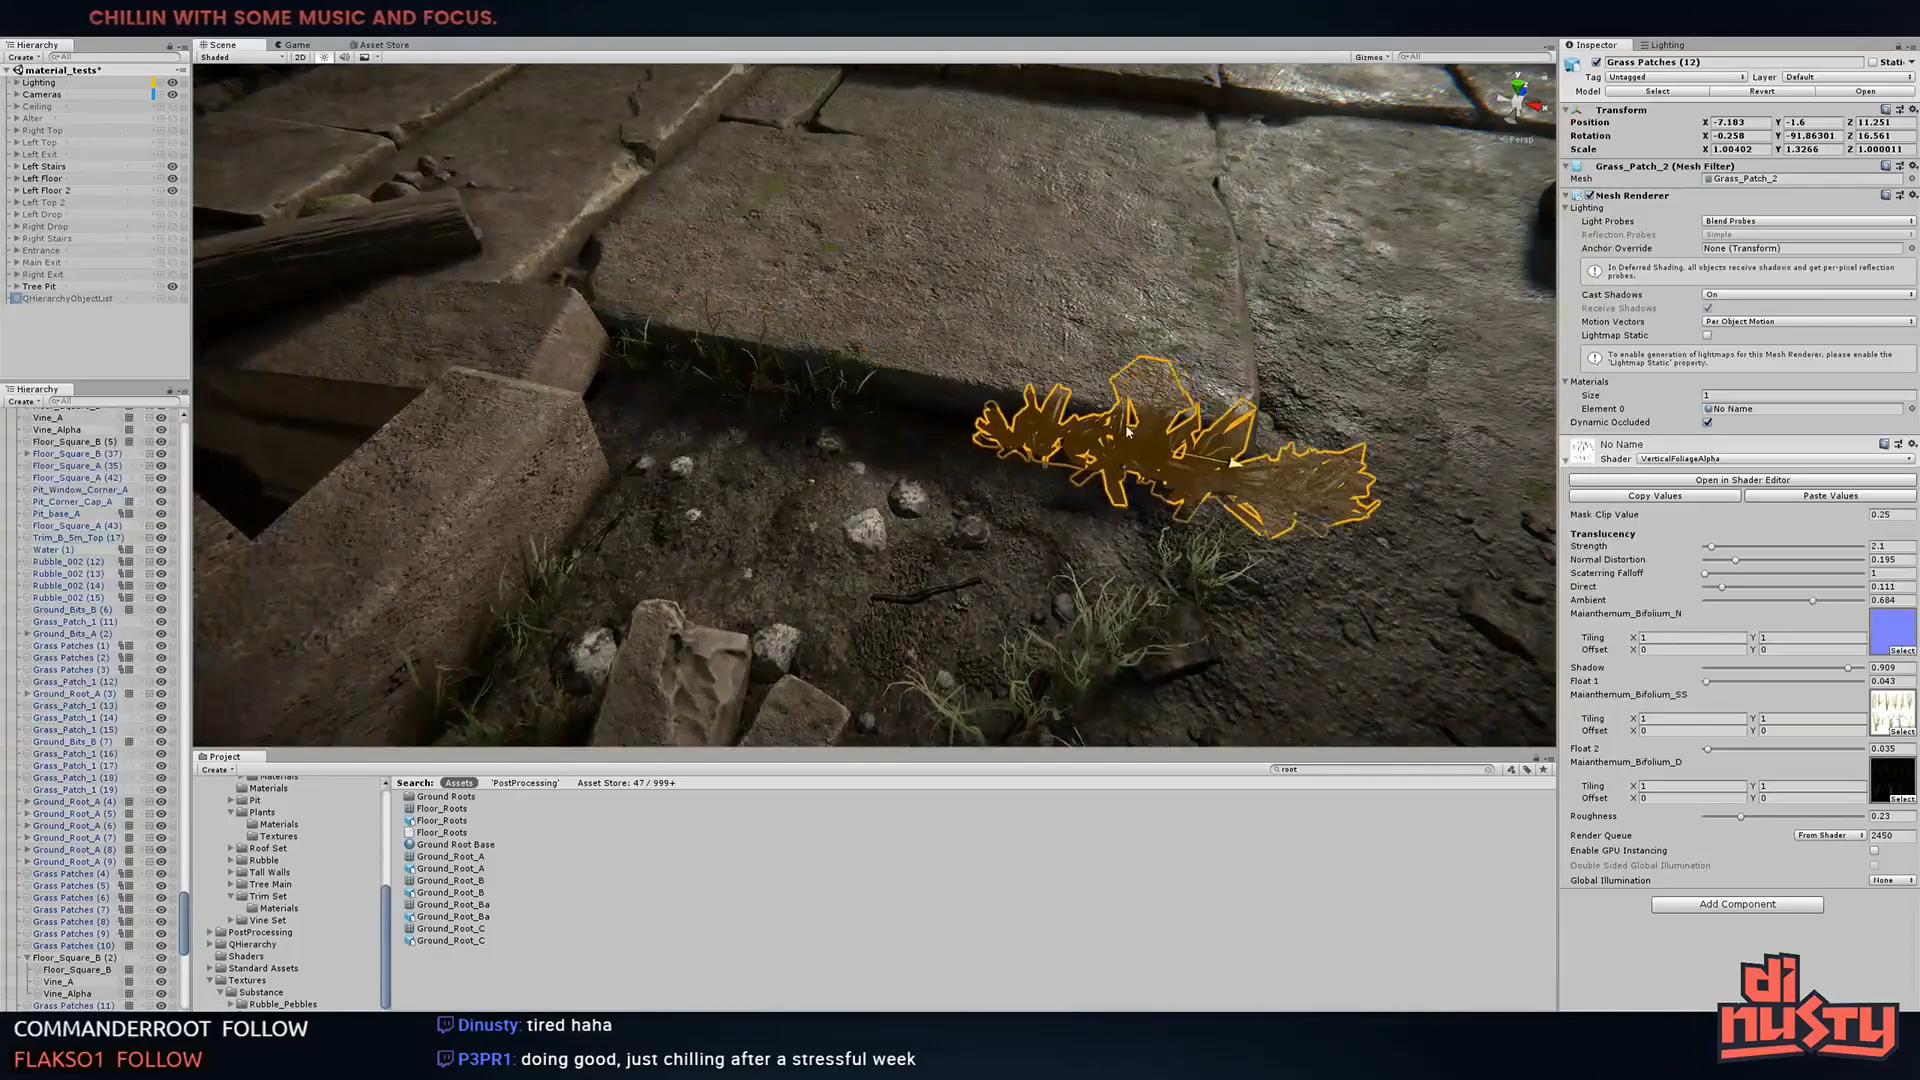 CHILLIN WITH SOME MUSIC AND FOCUS.
Hierarchy
Create
All
material_tests*
Lighting
Cameras
Ceiling
Alter
Right Top
Left Top
Left Exit
Left Stairs
Left Floor
Left Floor 2
Left Top 2
Left Drop
Right Drop
Right Stairs
Entrance
Main Exit
Right Exit
Tree Pit
QHierarchyObjectList
Hierarchy
Create
All
Vine_A
Vine_Alpha
Floor_Square_B (5)
Floor_Square_B (37)
Floor_Square_A (35)
Floor_Square_A (42)
Pit_Window_Corner_A
Pit_Corner_Cap_A
Pit_base_A
Floor_Square_A (43)
Trim_B_5m_Top (17)
Water (1)
Rubble_002 (12)
Rubble_002 (13)
Rubble_002 (14)
Rubble_002 (15)
Ground_Bits_B (6)
Grass_Patch_1 (11)
Ground_Bits_A (2)
Grass Patches (1)
Grass Patches (2)
Grass Patches (3)
Grass_Patch_1 (12)
Ground_Root_A (3)
Grass_Patch_1 (13)
Grass_Patch_1 (14)
Grass_Patch_1 (15)
Ground_Bits_B (7)
Grass_Patch_1 (16)
Grass_Patch_1 (17)
Grass_Patch_1 (18)
Grass_Patch_1 (19)
Ground_Root_A (4)
Ground_Root_A (5)
Ground_Root_A (6)
Ground_Root_A (7)
Ground_Root_A (8)
Ground_Root_A (9)
Grass Patches (4)
Grass Patches (5)
Grass Patches (6)
Grass Patches (7)
Grass Patches (8)
Grass Patches (9)
Grass Patches (10)
Floor_Square_B (2)
Floor_Square_B
Vine_A
Vine_Alpha
Grass Patches (11)
Scene Game Asset Store
Shaded 2D Gizmos All
y
x
Persp
Project
Create
root
Search: Assets 'PostProcessing' Asset Store: 47 / 999+
Materials
Materials
Pit
Plants
Materials
Textures
Roof Set
Rubble
Tall Walls
Tree Main
Trim Set
Materials
Vine Set
PostProcessing
QHierarchy
Shaders
Standard Assets
Textures
Substance
Rubble_Pebbles
Ground Roots
Floor_Roots
Floor_Roots
Floor_Roots
Ground Root Base
Ground_Root_A
Ground_Root_A
Ground_Root_B
Ground_Root_B
Ground_Root_Ba
Ground_Root_Ba
Ground_Root_C
Ground_Root_C
Inspector Lighting
Grass Patches (12) Stati
Tag Untagged Layer Default
Model Select Revert Open
Transform
Position X -7.183 Y -1.6 Z 11.251
Rotation X -0.258 Y -91.86301 Z 16.561
Scale X 1.00402 Y 1.3266 Z 1.000011
Grass_Patch_2 (Mesh Filter)
Mesh Grass_Patch_2
Mesh Renderer
Lighting
Light Probes Blend Probes
Reflection Probes Simple
Anchor Override None (Transform)
In Deferred Shading, all objects receive shadows and get per-pixel reflection
probes.
Cast Shadows On
Receive Shadows
Motion Vectors Per Object Motion
Lightmap Static
To enable generation of lightmaps for this Mesh Renderer, please enable the
'Lightmap Static' property.
Materials
Size 1
Element 0 No Name
Dynamic Occluded
No Name
Shader VerticalFoliageAlpha
Open in Shader Editor
Copy Values Paste Values
Mask Clip Value 0.25
Translucency
Strength 2.1
Normal Distortion 0.195
Scaterring Falloff 1
Direct 0.111
Ambient 0.684
Maianthemum_Bifolium_N
Tiling X 1 Y 1
Offset X 0 Y 0
Select
Shadow 0.909
Float 1 0.043
Maianthemum_Bifolium_SS
Tiling X 1 Y 1
Offset X 0 Y 0
Select
Float 2 0.035
Maianthemum_Bifolium_D
Tiling X 1 Y 1
Offset X 0 Y 0
Select
Roughness 0.23
Render Queue From Shader 2450
Enable GPU Instancing
Double Sided Global Illumination
Global Illumination None
Add Component
COMMANDERROOT FOLLOW
FLAKSO1 FOLLOW
Dinusty: tired haha
P3PR1: doing good, just chilling after a stressful week
di
nusty